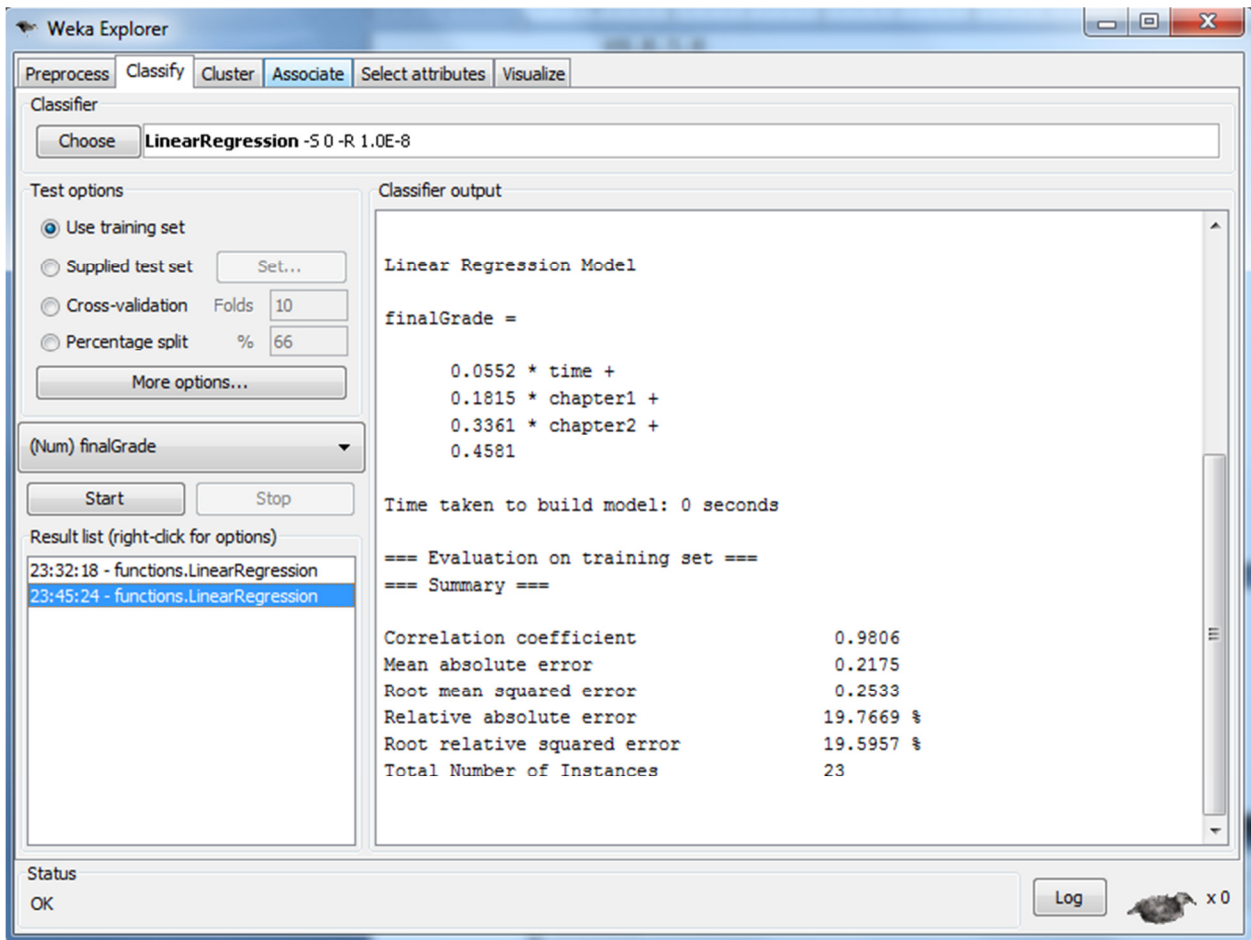 Weka Explorer
Preprocess Classify Cluster Associate Select attributes Visualize
Classifier
Choose LinearRegression -S 0 -R 1.0E-8
Test options
Use training set
Supplied test set Set...
Cross-validation Folds 10
Percentage split % 66
More options...
(Num) finalGrade
Start Stop
Result list (right-click for options)
23:32:18 - functions.LinearRegression
23:45:24 - functions.LinearRegression
Classifier output
Linear Regression Model
finalGrade =
0.0552 * time +
0.1815 * chapter1 +
0.3361 * chapter2 +
0.4581
Time taken to build model: 0 seconds
=== Evaluation on training set ===
=== Summary ===
Correlation coefficient 0.9806
Mean absolute error 0.2175
Root mean squared error 0.2533
Relative absolute error 19.7669 %
Root relative squared error 19.5957 %
Total Number of Instances 23
Status
OK
Log x 0